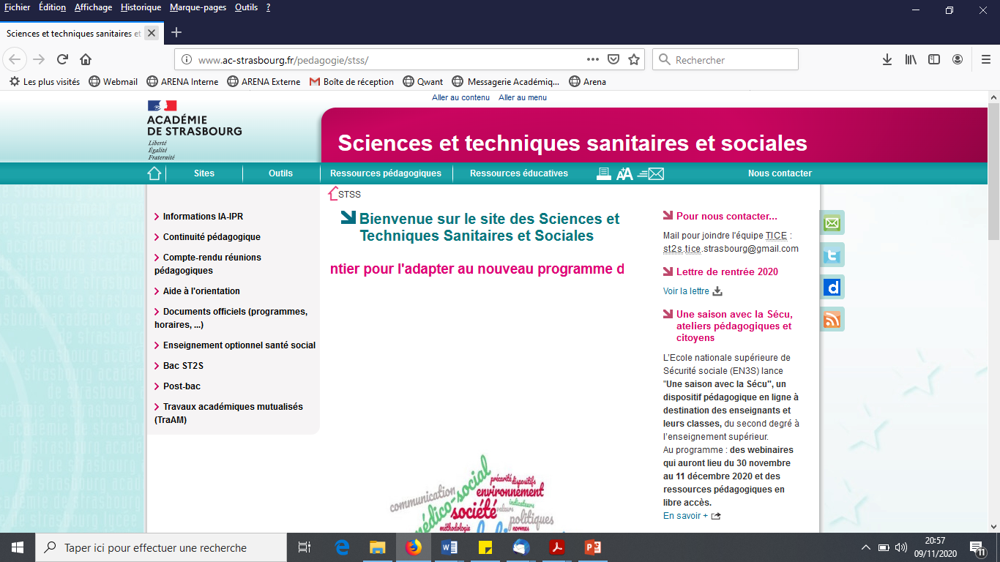 Fichier Édition Affichage Historique Marque-pages Outils ?
Sciences et techniques sanitaires et
www.ac-strasbourg.fr/pedagogie/stss/
Rechercher
Les plus visités Webmail ARENA Interne ARENA Externe Boîte de réception Qwant Messagerie Académiq... Arena
Aller au contenu Aller au menu
ACADÉMIE
DE STRASBOURG
Liberté
Égalité
Fraternité
Sciences et techniques sanitaires et sociales
Sites Outils Ressources pédagogiques Ressources éducatives AA Nous contacter
Informations IA-IPR
Continuité pédagogique
Compte-rendu réunions
pédagogiques
Aide à l'orientation
Documents officiels (programmes,
horaires, ...)
Enseignement optionnel santé social
Bac ST2S
Post-bac
Travaux académiques mutualisés
(TraAM)
STSS
Bienvenue sur le site des Sciences et
Techniques Sanitaires et Sociales
ntier pour l'adapter au nouveau programme d
communication
médico-social
précarité
dispositifs
environnement
indicateurs
société
valeurs
politiques
méthodologie
normes
Pour nous contacter...
Mail pour joindre l'équipe TICE :
st2s.tice.strasbourg@gmail.com
Lettre de rentrée 2020
Voir la lettre
Une saison avec la Sécu,
ateliers pédagogiques et
citoyens
L'Ecole nationale supérieure de
Sécurité sociale (EN3S) lance
"Une saison avec la Sécu", un
dispositif pédagogique en ligne à
destination des enseignants et
leurs classes, du second degré à
l'enseignement supérieur.
Au programme : des webinaires
qui auront lieu du 30 novembre
au 11 décembre 2020 et des
ressources pédagogiques en
libre accès.
En savoir +
Taper ici pour effectuer une recherche
20:57
09/11/2020
11